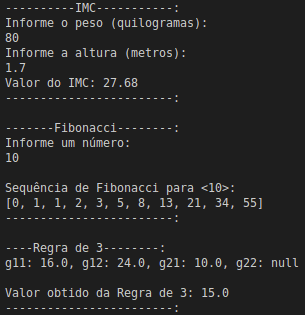 ----------IMC-----------:
Informe o peso (quilogramas):
80
Informe a altura (metros):
1.7
Valor do IMC: 27.68
------------------------:
-------Fibonacci--------:
Informe um número:
10
Sequência de Fibonacci para <10>:
[0, 1, 1, 2, 3, 5, 8, 13, 21, 34, 55]
------------------------:
----Regra de 3--------:
g11: 16.0, g12: 24.0, g21: 10.0, g22: null
Valor obtido da Regra de 3: 15.0
------------------------: